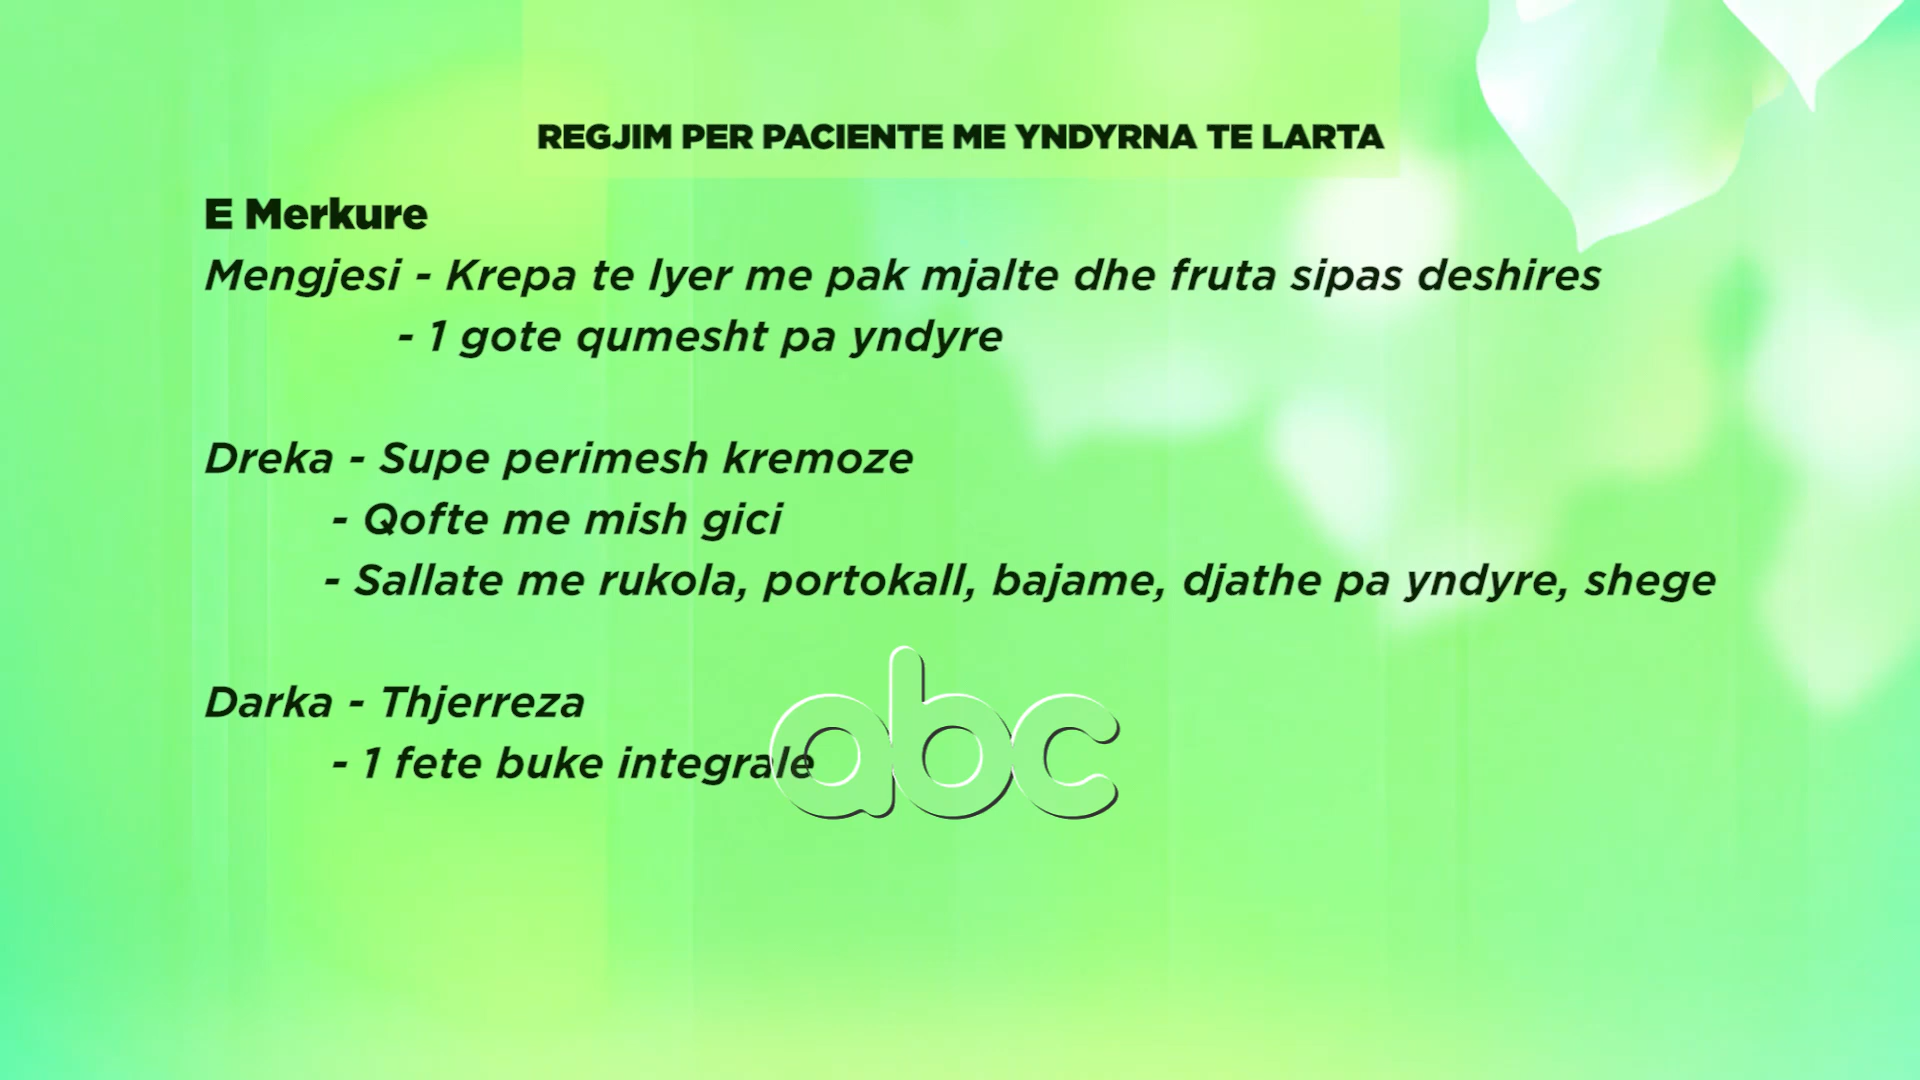 REGJIM PER PACIENTE ME YNDYRNA TE LARTA
E Merkure
Mengjesi - Krepa te lyer me pak mjalte dhe fruta sipas deshires
- 1 gote qumesht pa yndyre
Dreka - Supe perimesh kremoze
- Qofte me mish gici
- Sallate me rukola, portokall, bajame, djathe pa yndyre, shege
Darka - Thjerreza
- 1 fete buke integrale
abc